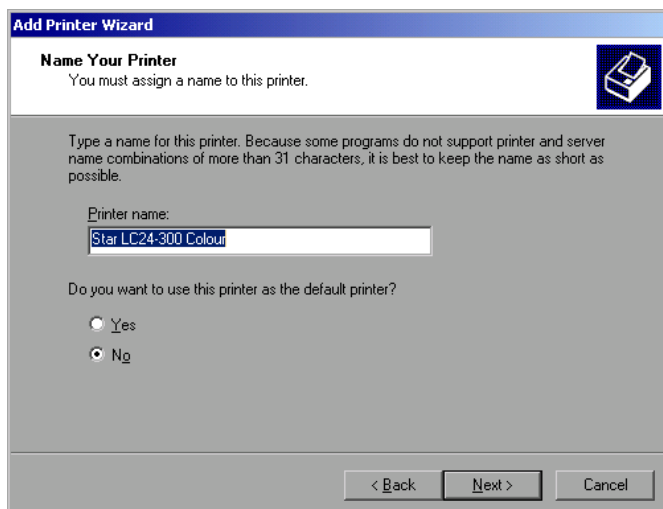 Add Printer Wizard
Name Your Printer
You must assign a name to this printer.
Type a name for this printer. Because some programs do not support printer and server
name combinations of more than 31 characters, it is best to keep the name as short as
possible.
Printer name:
Star LC24-300 Colour
Do you want to use this printer as the default printer?
Yes
No
< Back Next > Cancel